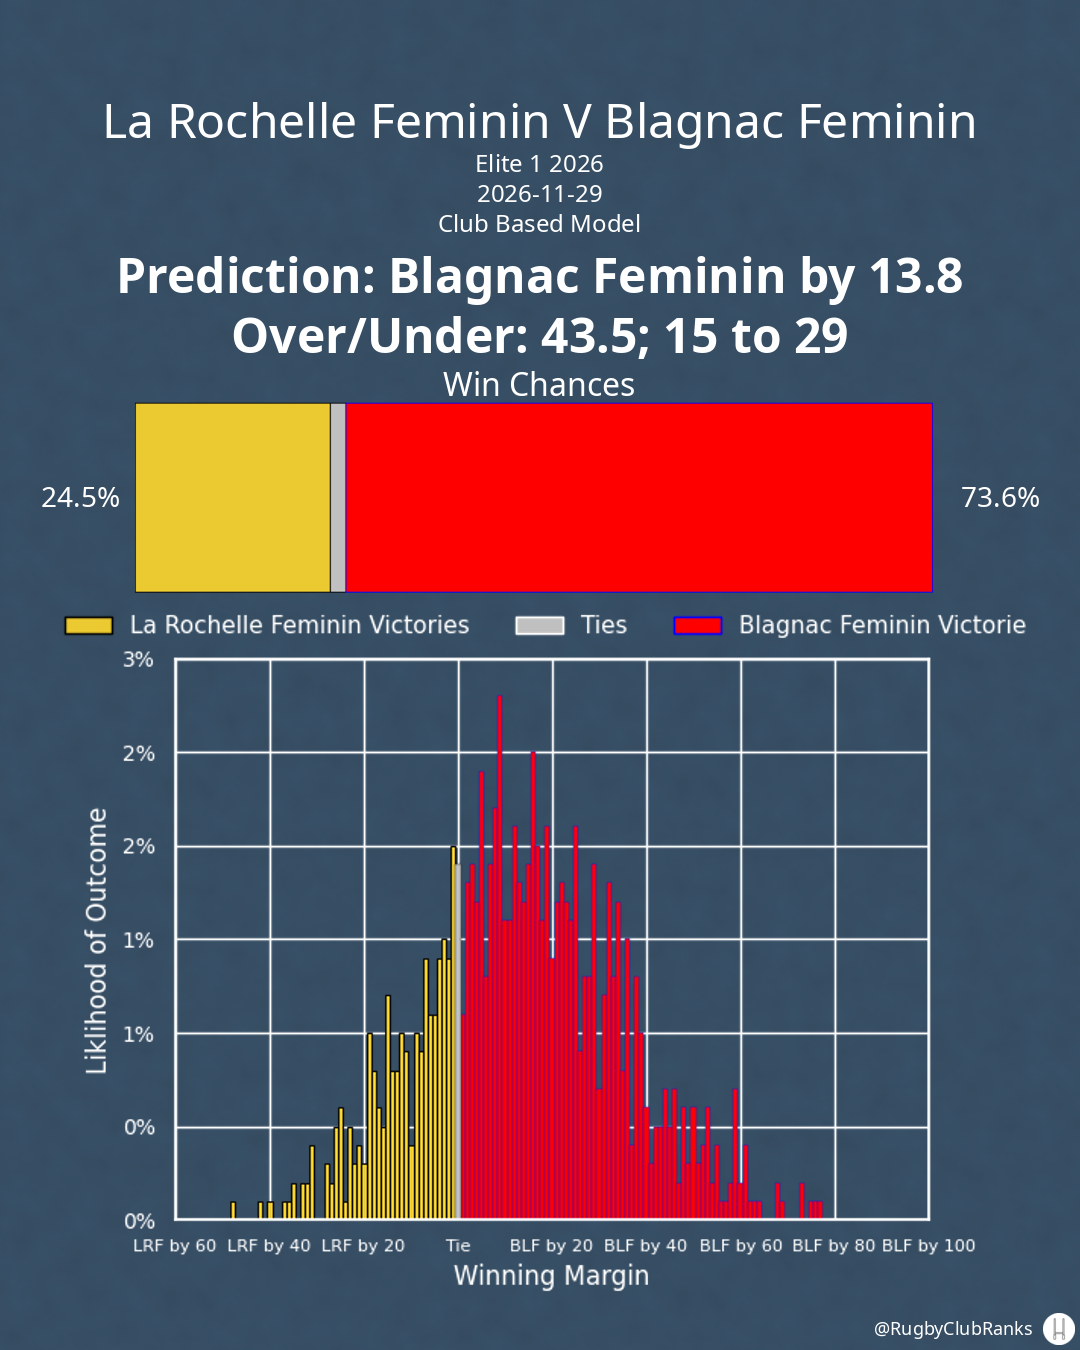 La Rochelle Feminin V Blagnac Feminin
Elite 1 2026
2026-11-29
Club Based Model
Prediction: Blagnac Feminin by 13.8
Over/Under: 43.5; 15 to 29
Win Chances
24.5%
73.6%
La Rochelle Feminin Victories
Ties
Blagnac Feminin Victorie
3%
2%
2%
1%
1%
0%
0%
Liklihood of Outcome
LRF by 60
LRF by 40
LRF by 20
Tie
BLF by 20
BLF by 40
BLF by 60
BLF by 80
BLF by 100
Winning Margin
@RugbyClubRanks